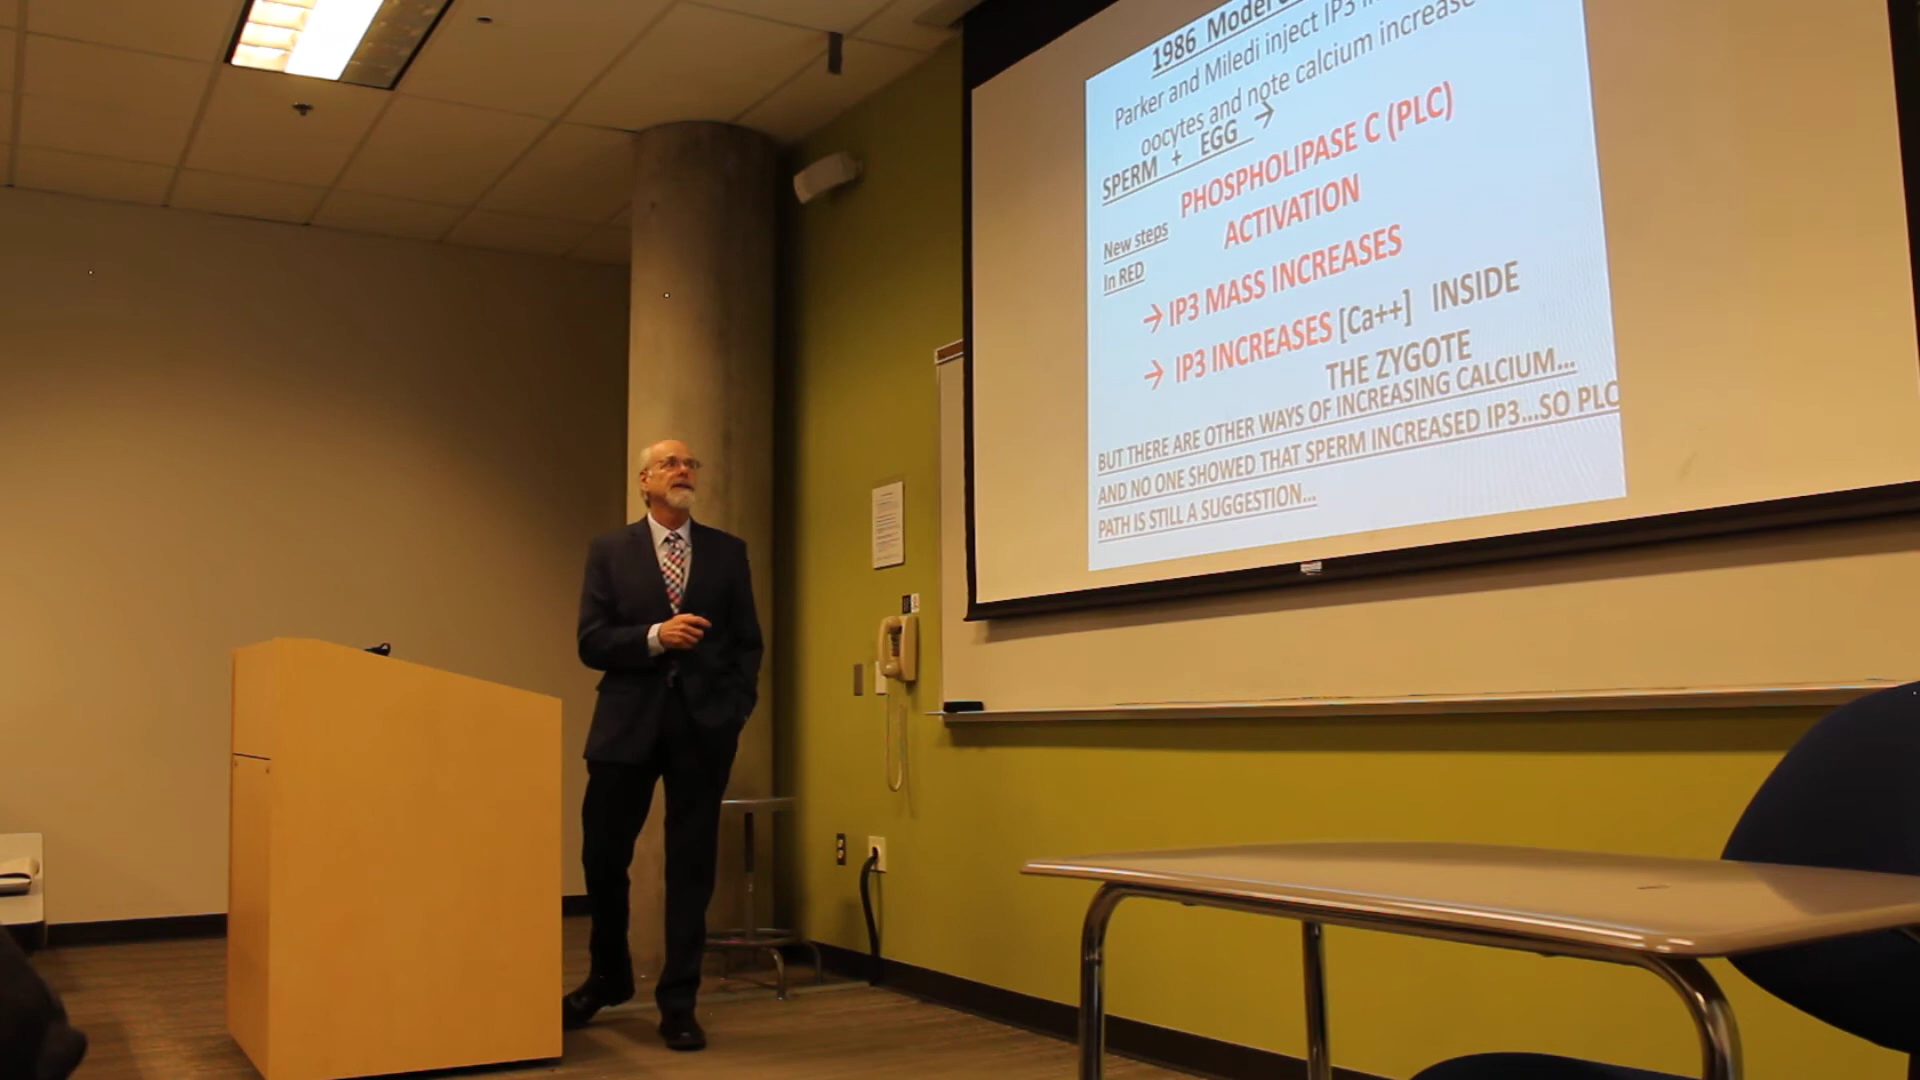 1986 Model
Parker and Miledi inject IP3
oocytes and note calcium increase
SPERM + EGG →
PHOSPHOLIPASE C (PLC)
ACTIVATION
New steps
In RED
→ IP3 MASS INCREASES
→ IP3 INCREASES [Ca++] INSIDE
THE ZYGOTE
BUT THERE ARE OTHER WAYS OF INCREASING CALCIUM...
AND NO ONE SHOWED THAT SPERM INCREASED IP3...SO PLC
PATH IS STILL A SUGGESTION...